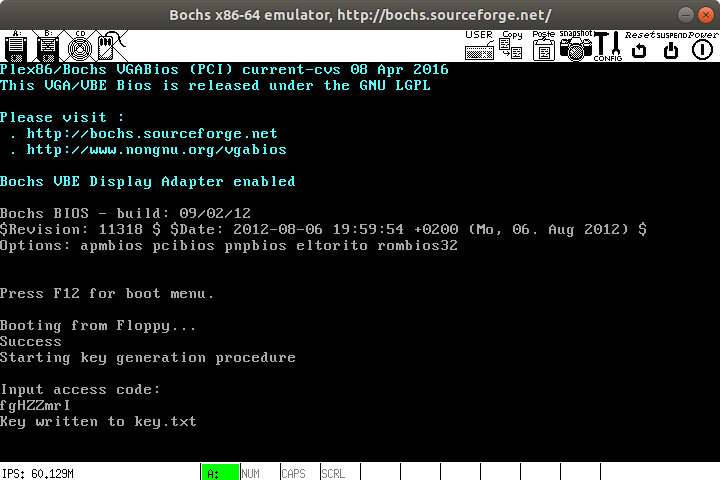 Bochs x86-64 emulator, http://bochs.sourceforge.net/
A: B: CD USER Copy Paste Snapshot CONFIG Reset SUSPEND Power
Plex86/Bochs VGABios (PCI) current-cvs 08 Apr 2016
This VGA/VBE Bios is released under the GNU LGPL
Please visit :
. http://bochs.sourceforge.net
. http://www.nongnu.org/vgabios
Bochs VBE Display Adapter enabled
Bochs BIOS - build: 09/02/12
$Revision: 11318 $ $Date: 2012-08-06 19:59:54 +0200 (Mo, 06. Aug 2012) $
Options: apmbios pcibios pnpbios eltorito rombios32
Press F12 for boot menu.
Booting from Floppy...
Success
Starting key generation procedure
Input access code:
fgHZZmrI
Key written to key.txt
IPS: 60.129M A: NUM CAPS SCRL